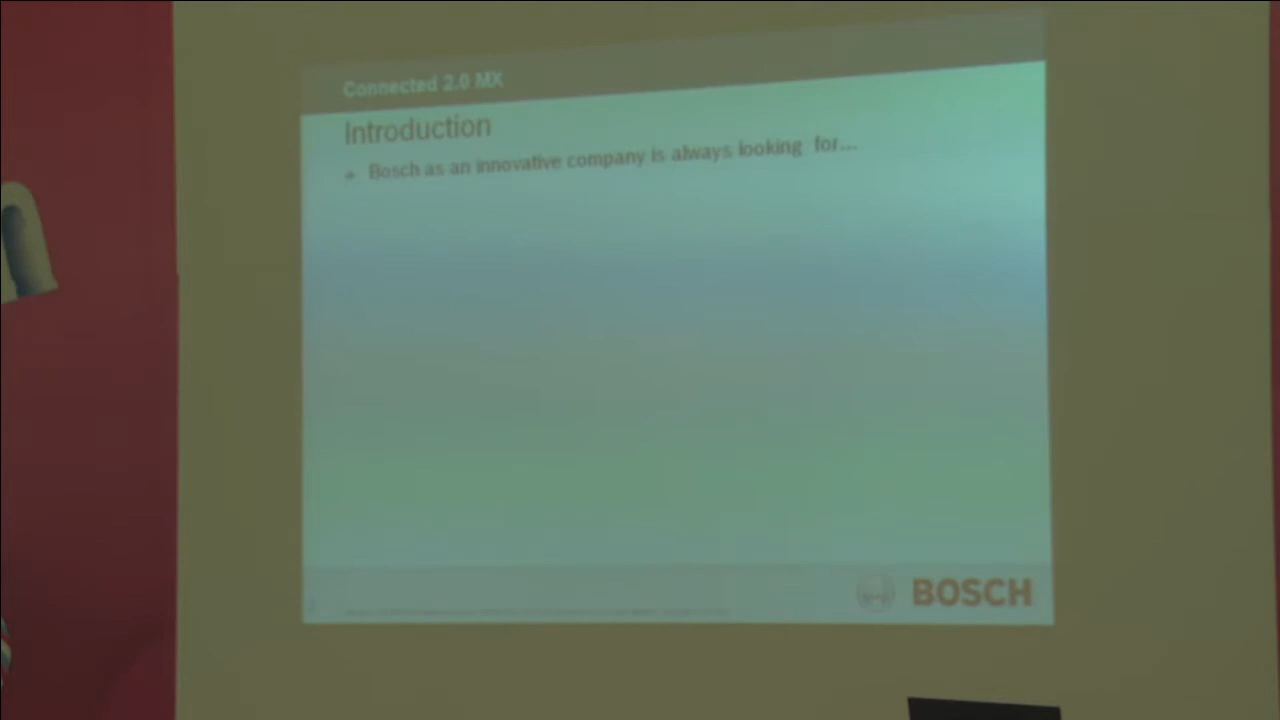 Connected 2.0 MX
Introduction
Bosch as an innovative company is always looking for...
BOSCH